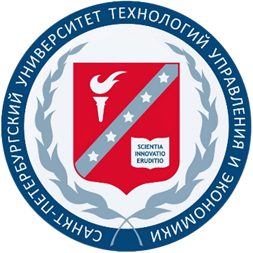 САНКТ-ПЕТЕРБУРГСКИЙ УНИВЕРСИТЕТ ТЕХНОЛОГИЙ УПРАВЛЕНИЯ И ЭКОНОМИКИ
SCIENTIA
INNOVATIO
ERUDITIO